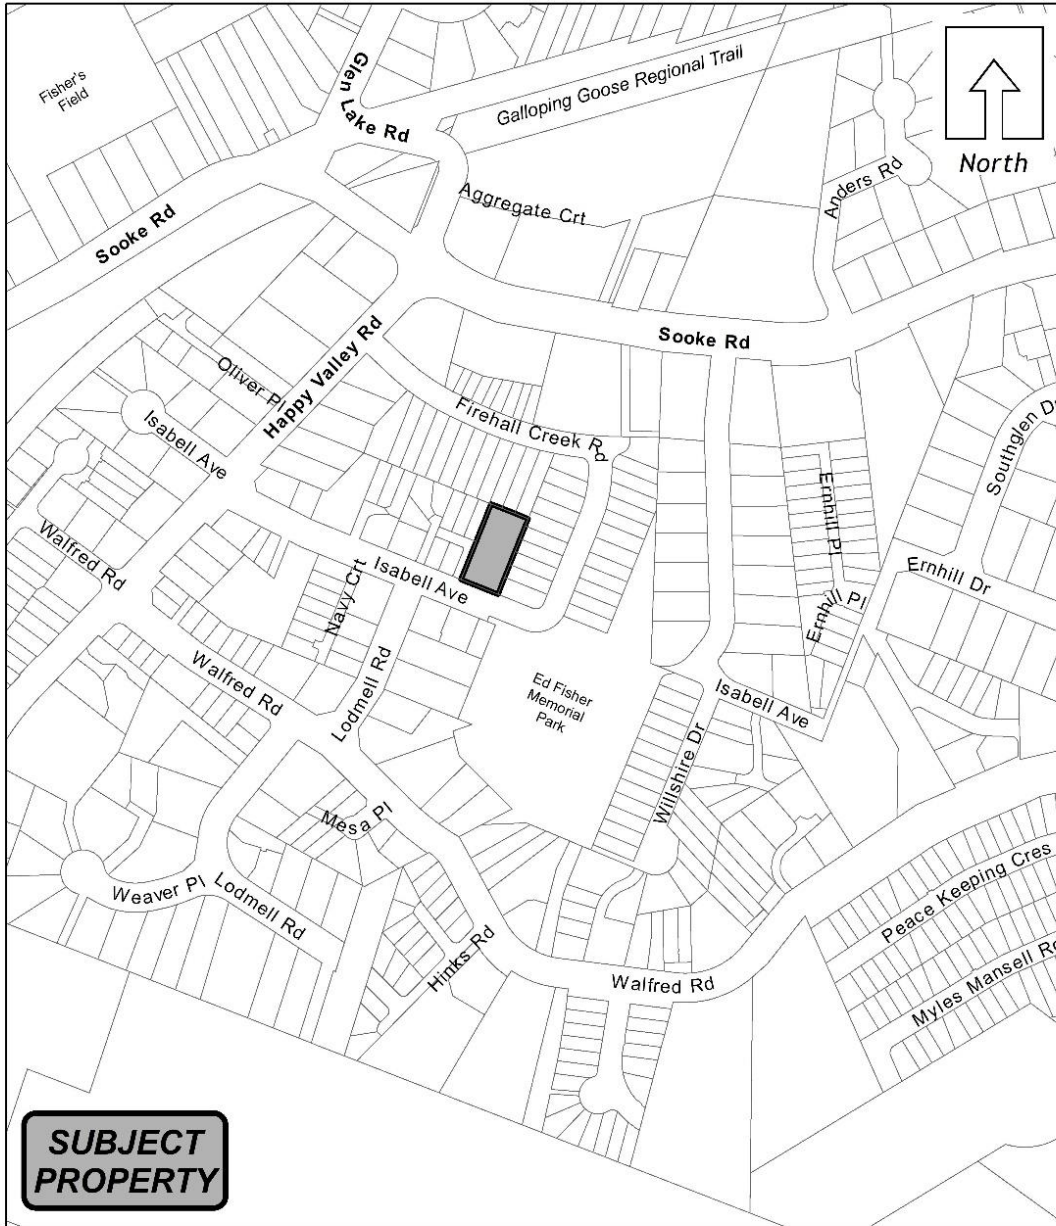 Fisher's
Field
Glen Lake Rd
Galloping Goose Regional Trail
North
Aggregate Crt
Anders Rd
Sooke Rd
Sooke Rd
Happy Valley Rd
Oliver Pl
Isabell Ave
Firehall Creek Rd
Southglen Dr
Ernhill Pl
Walfred Rd
Isabell Ave
Navy Crt
Ernhill Dr
Ernhill Pl
Walfred Rd
Lodmell Rd
Ed Fisher
Memorial
Park
Isabell Ave
Willshire Dr
Mesa Pl
Weaver Pl
Lodmell Rd
Hinks Rd
Walfred Rd
Peace Keeping Cres
Myles Mansell Rd
SUBJECT
PROPERTY